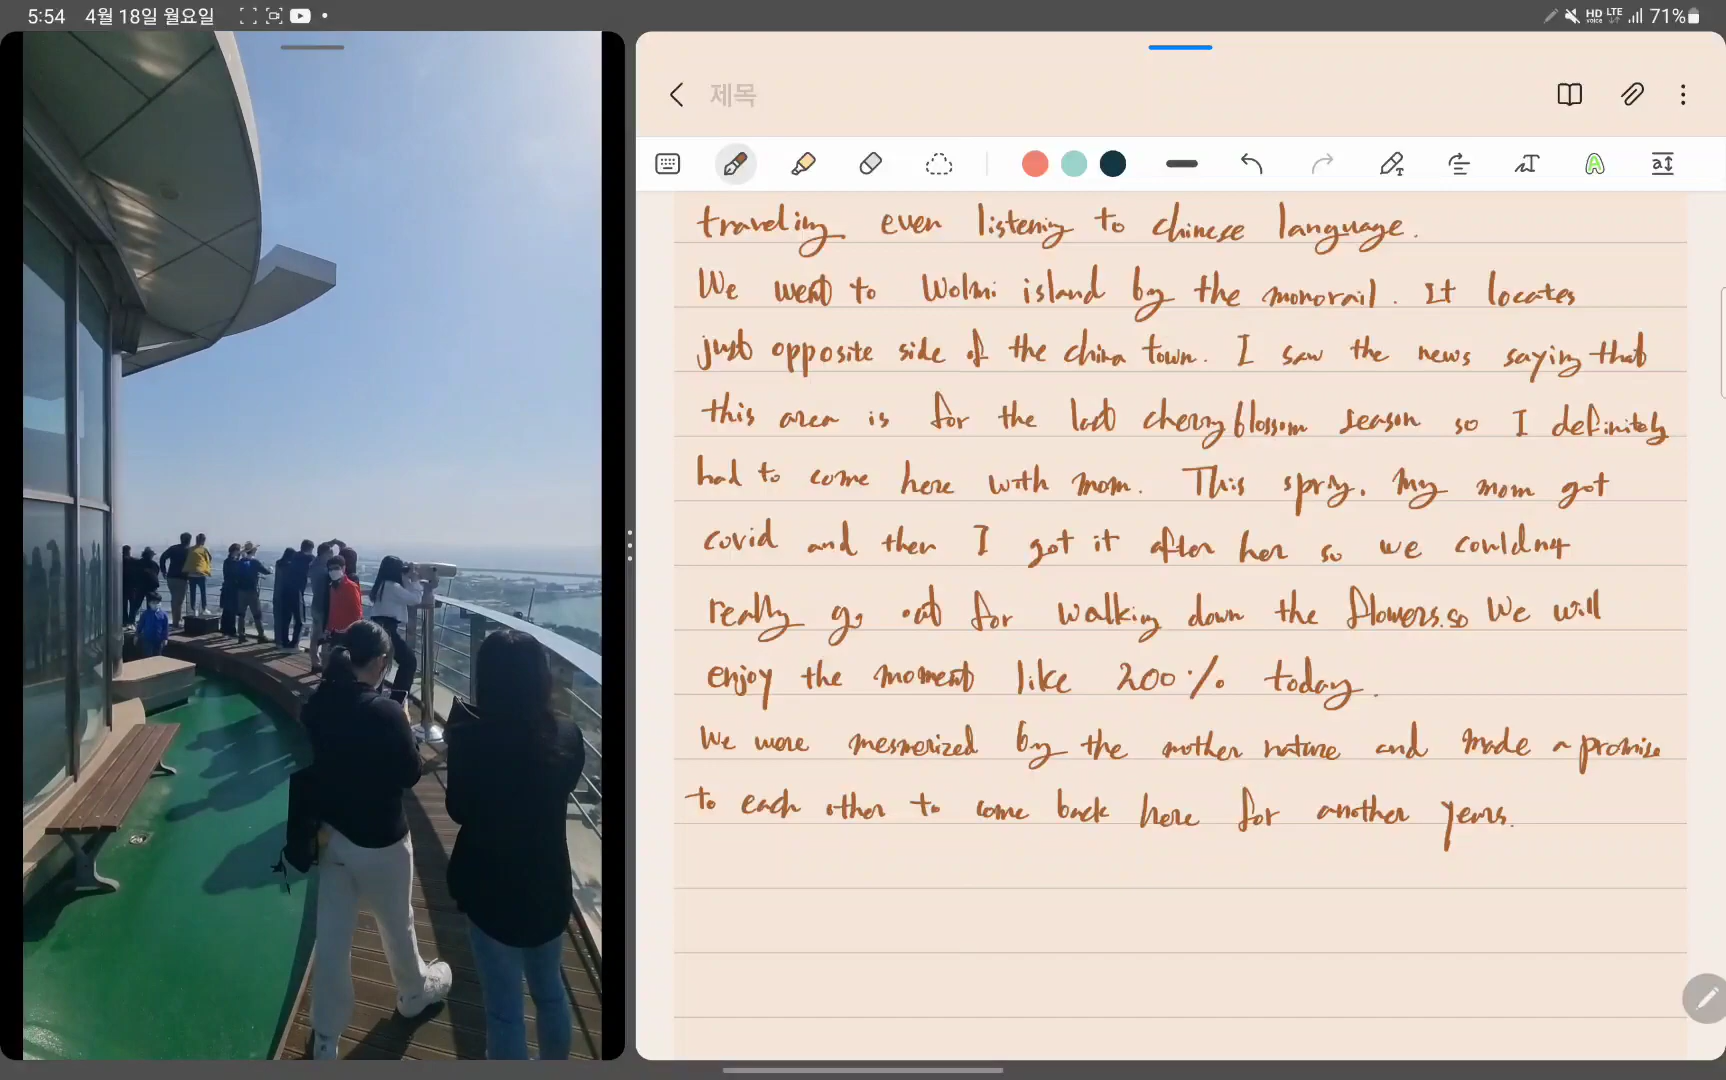 5:54 4월 18일 월요일
HD voice LTE 71%
제목
traveling even listening to chinese language.
We went to Wolmi island by the monorail. It locates
just opposite side of the china town. I saw the news saying that
this area is for the last cherry blossom season so I definitely
had to come here with mom. This spring, my mom got
covid and then I got it after her so we couldn't
really go out for walking down the flowers. so We will
enjoy the moment like 200% today.
We were mesmerized by the mother nature and made a promise
to each other to come back here for another years.